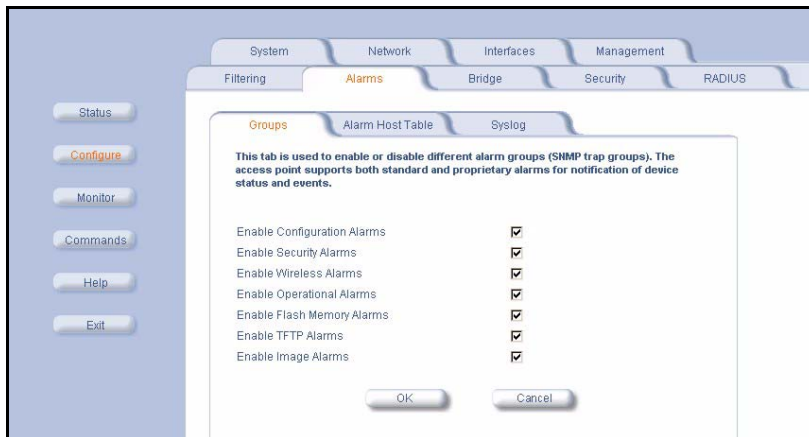 System Network Interfaces Management
Filtering Alarms Bridge Security RADIUS
Status
Configure
Monitor
Commands
Help
Exit
Groups Alarm Host Table Syslog
This tab is used to enable or disable different alarm groups (SNMP trap groups). The
access point supports both standard and proprietary alarms for notification of device
status and events.
Enable Configuration Alarms
Enable Security Alarms
Enable Wireless Alarms
Enable Operational Alarms
Enable Flash Memory Alarms
Enable TFTP Alarms
Enable Image Alarms
OK Cancel